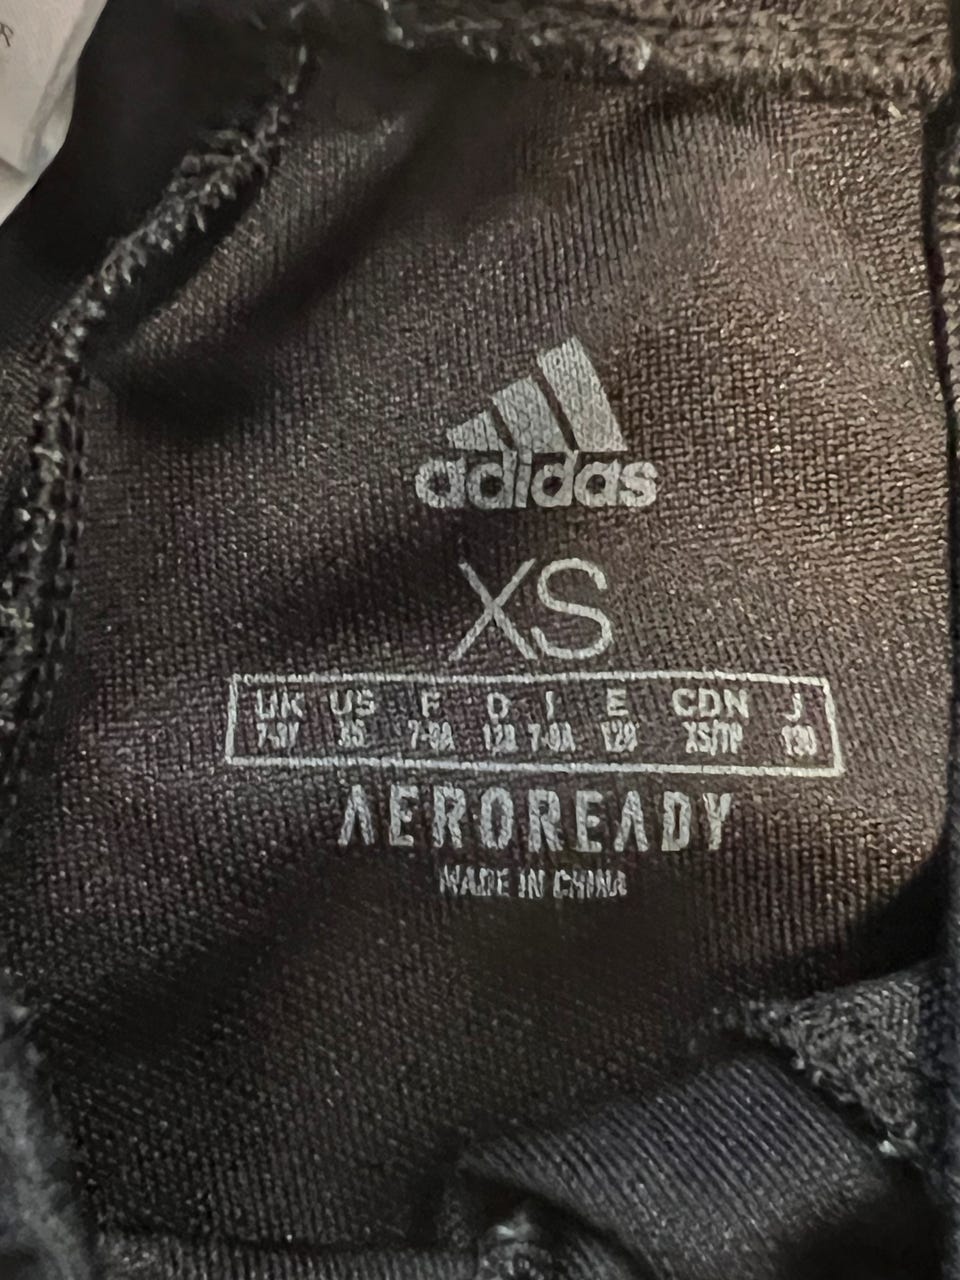 adidas
XS
UK US F D I E CDN J
7-8Y XS 7-8A 128 7-8A 128 XS/TP 130
AEROREADY
MADE IN CHINA